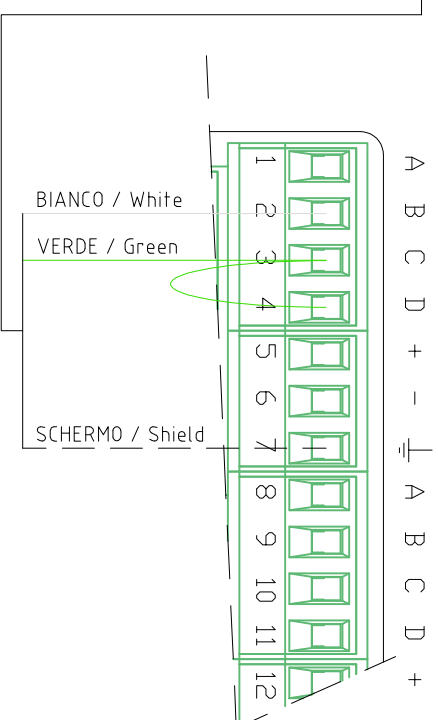 1 A
BIANCO / White 2 B
VERDE / Green 3 C
4 D
5 +
6 -
SCHERMO / Shield 7
8 A
9 B
10 C
11 D
12 +